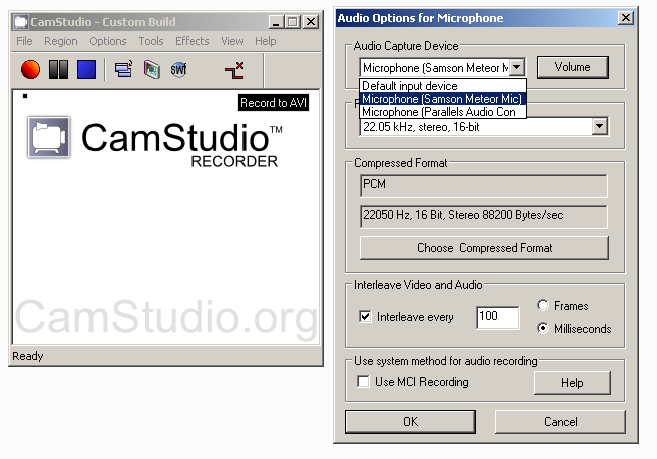 CamStudio - Custom Build
File Region Options Tools Effects View Help
SWf
Record to AVI
CamStudio™
RECORDER
CamStudio.org
Ready
Audio Options for Microphone
Audio Capture Device
Microphone (Samson Meteor M
Volume
Default input device
Microphone (Samson Meteor Mic)
Microphone (Parallels Audio Con
22.05 kHz, stereo, 16-bit
Compressed Format
PCM
22050 Hz, 16 Bit, Stereo 88200 Bytes/sec
Choose Compressed Format
Interleave Video and Audio
Interleave every 100
Frames
Milliseconds
Use system method for audio recording
Use MCI Recording
Help
OK Cancel